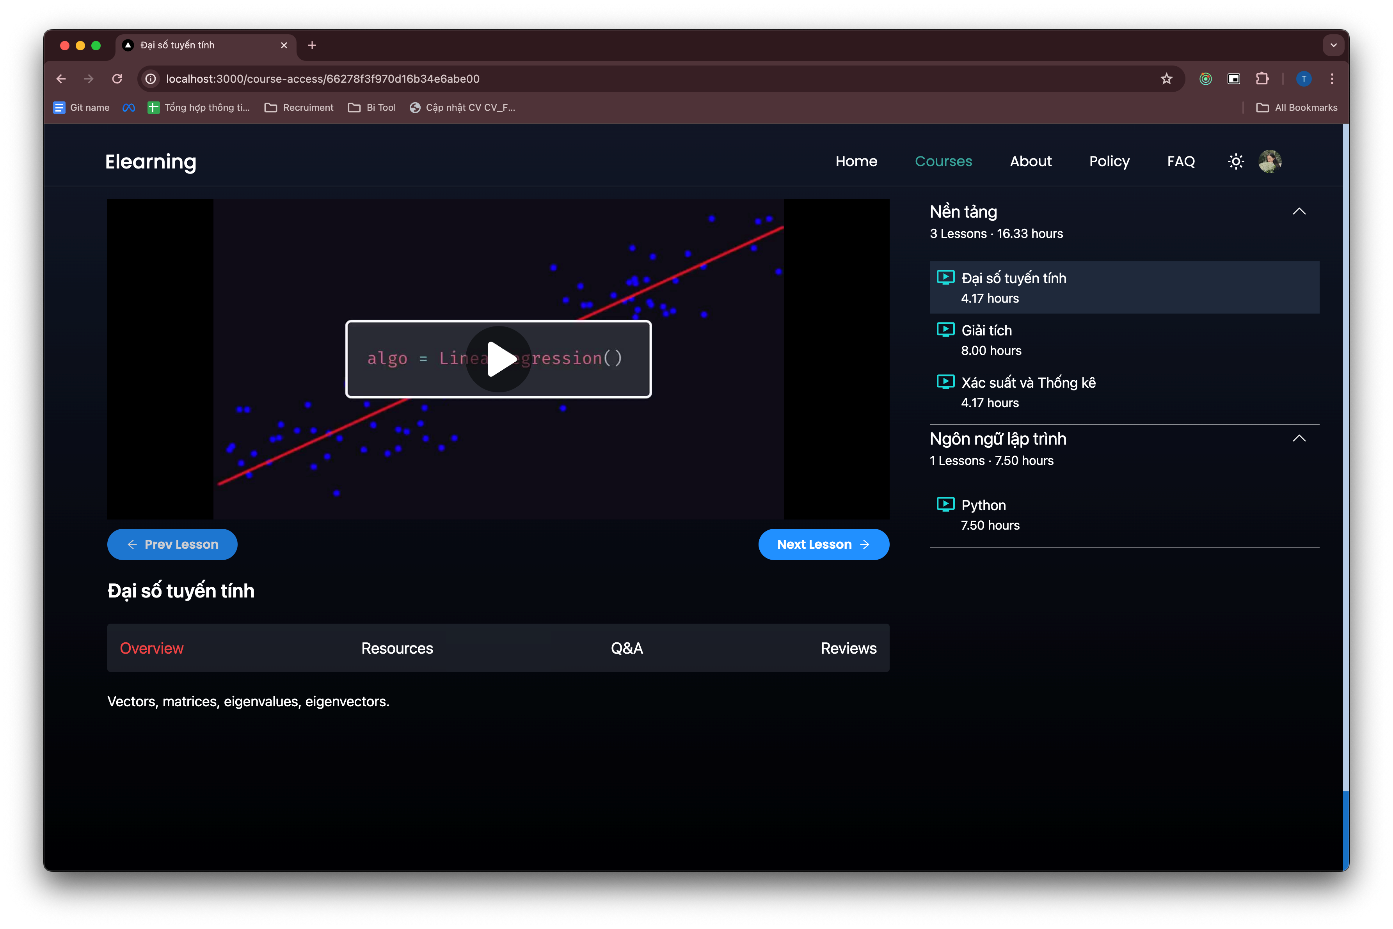 Đại số tuyến tính
localhost:3000/course-access/66278f3f970d16b34e6abe00
T
Git name
Tổng hợp thông ti...
Recruiment
Bi Tool
Cập nhật CV CV_F...
All Bookmarks
Elearning
Home
Courses
About
Policy
FAQ
algo = Linea
gression()
Prev Lesson
Next Lesson
Đại số tuyến tính
Overview
Resources
Q&A
Reviews
Vectors, matrices, eigenvalues, eigenvectors.
Nền tảng
3 Lessons · 16.33 hours
Đại số tuyến tính
4.17 hours
Giải tích
8.00 hours
Xác suất và Thống kê
4.17 hours
Ngôn ngữ lập trình
1 Lessons · 7.50 hours
Python
7.50 hours